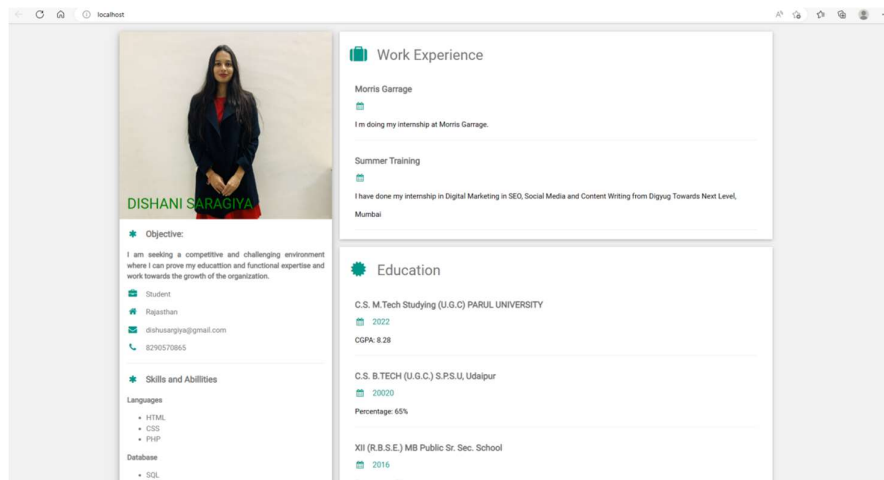 localhost
DISHANI SARAGIYA
Objective:
I am seeking a competitive and challenging environment
where I can prove my educattion and functional expertise and
work towards the growth of the organization.
Student
Rajasthan
dishusargiya@gmail.com
8290570865
Skills and Abillities
Languages
HTML
CSS
PHP
Database
SQL
Work Experience
Morris Garrage
I m doing my internship at Morris Garrage.
Summer Training
I have done my internship in Digital Marketing in SEO, Social Media and Content Writing from Digyug Towards Next Level,
Mumbai
Education
C.S. M.Tech Studying (U.G.C) PARUL UNIVERSITY
2022
CGPA: 8.28
C.S. B.TECH (U.G.C.) S.P.S.U, Udaipur
20020
Percentage: 65%
XII (R.B.S.E.) MB Public Sr. Sec. School
2016